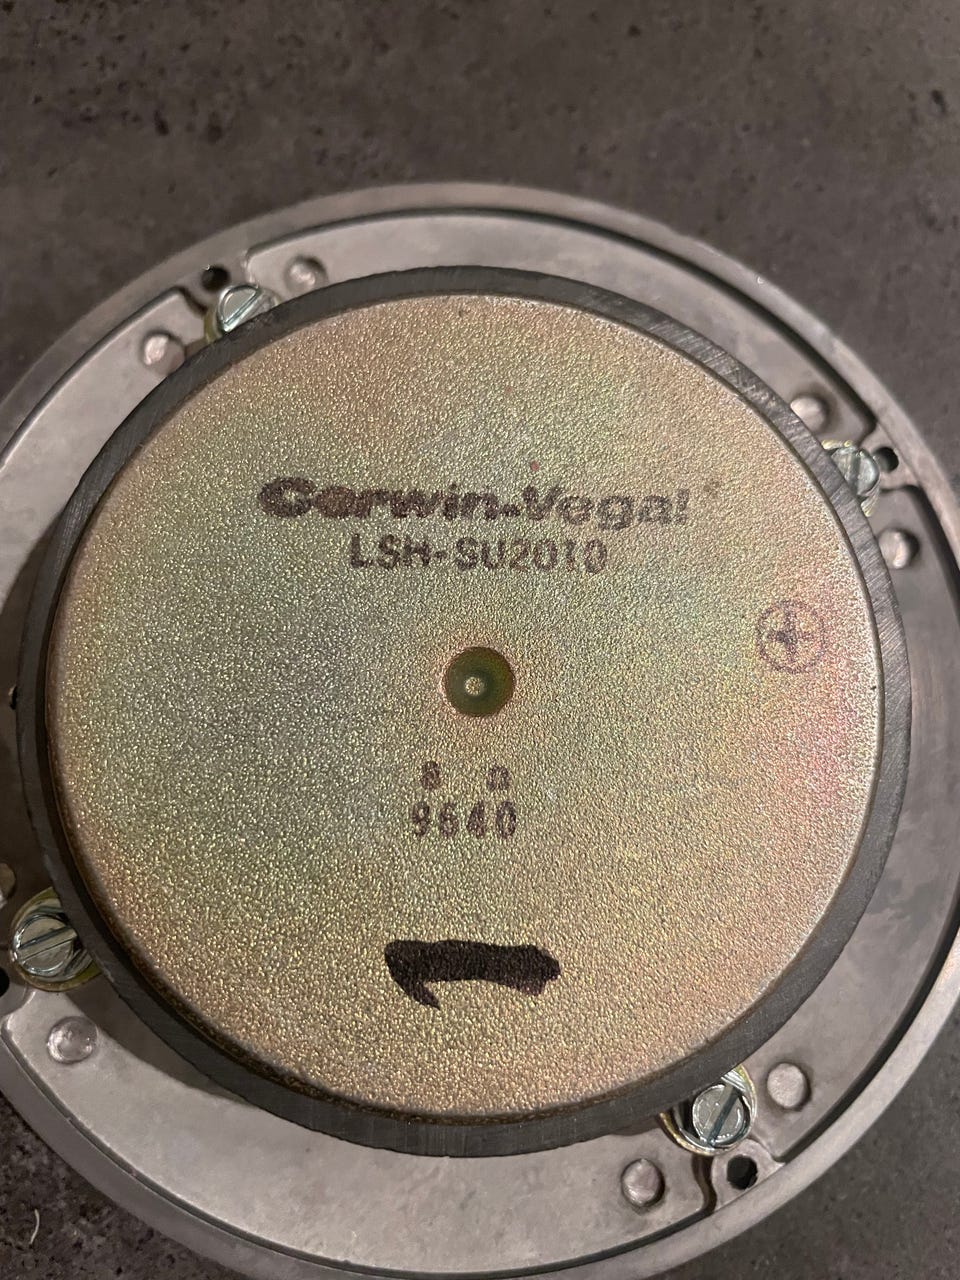 Cerwin-Vega!
LSH-SU2010
8 Ω
9640